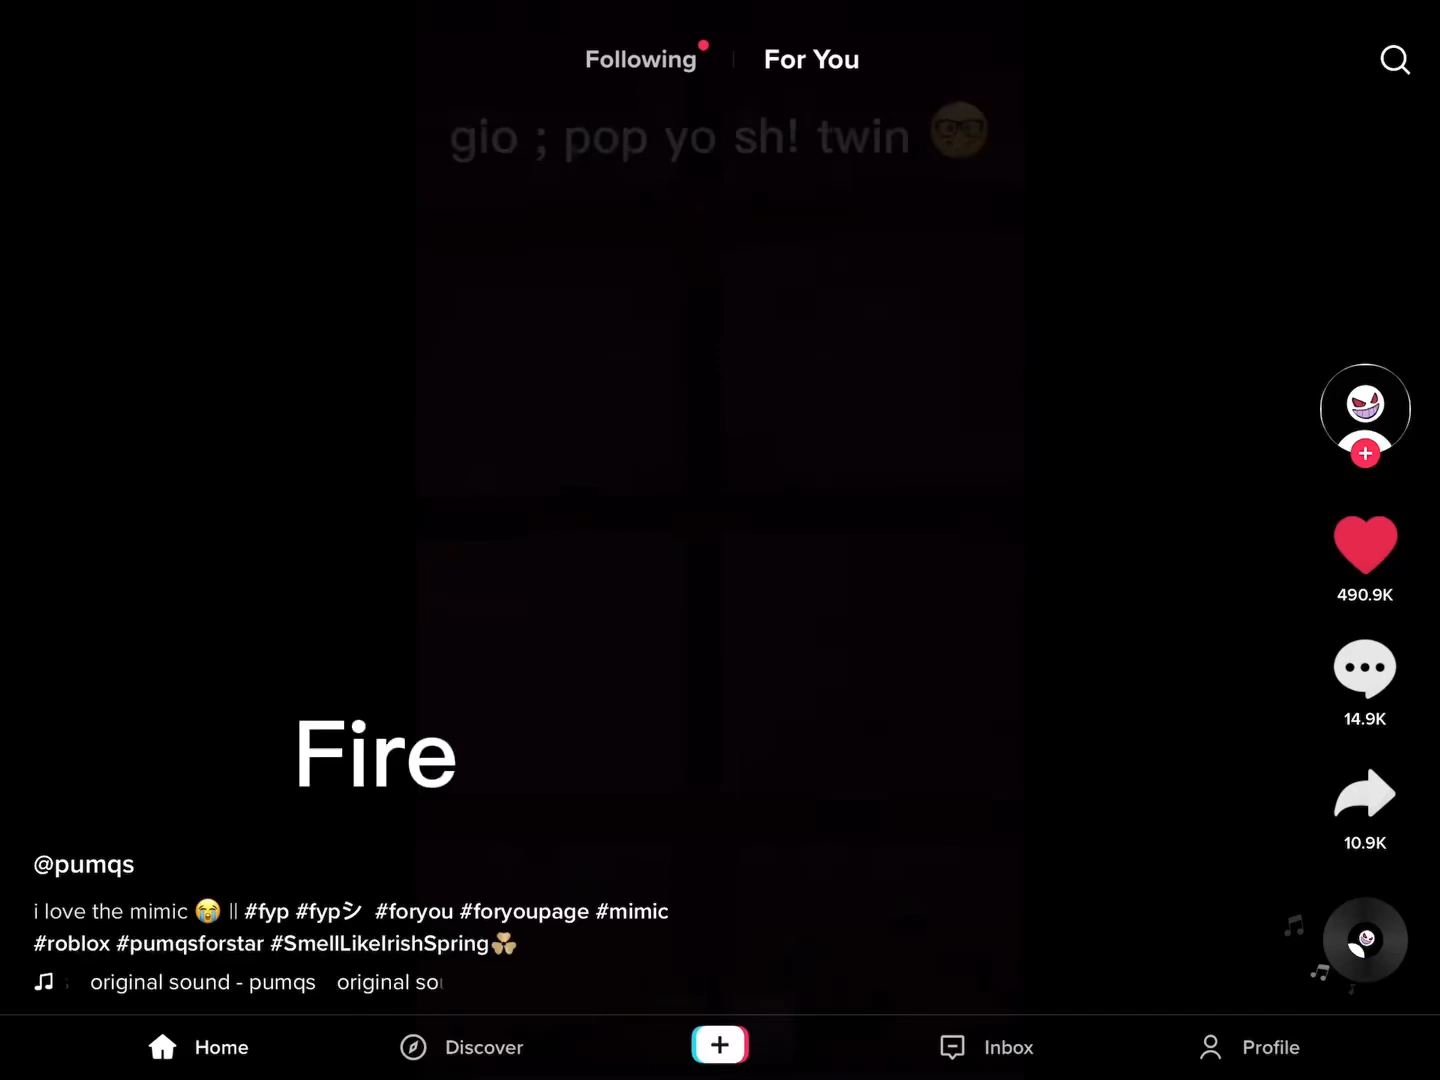 Following
For You
gio ; pop yo sh! twin 🤓
490.9K
14.9K
10.9K
Fire
@pumqs
i love the mimic 😭 || #fyp #fypシ #foryou #foryoupage #mimic
#roblox #pumqsforstar #SmellLikeIrishSpring☘
original sound - pumqs original so
Home
Discover
Inbox
Profile